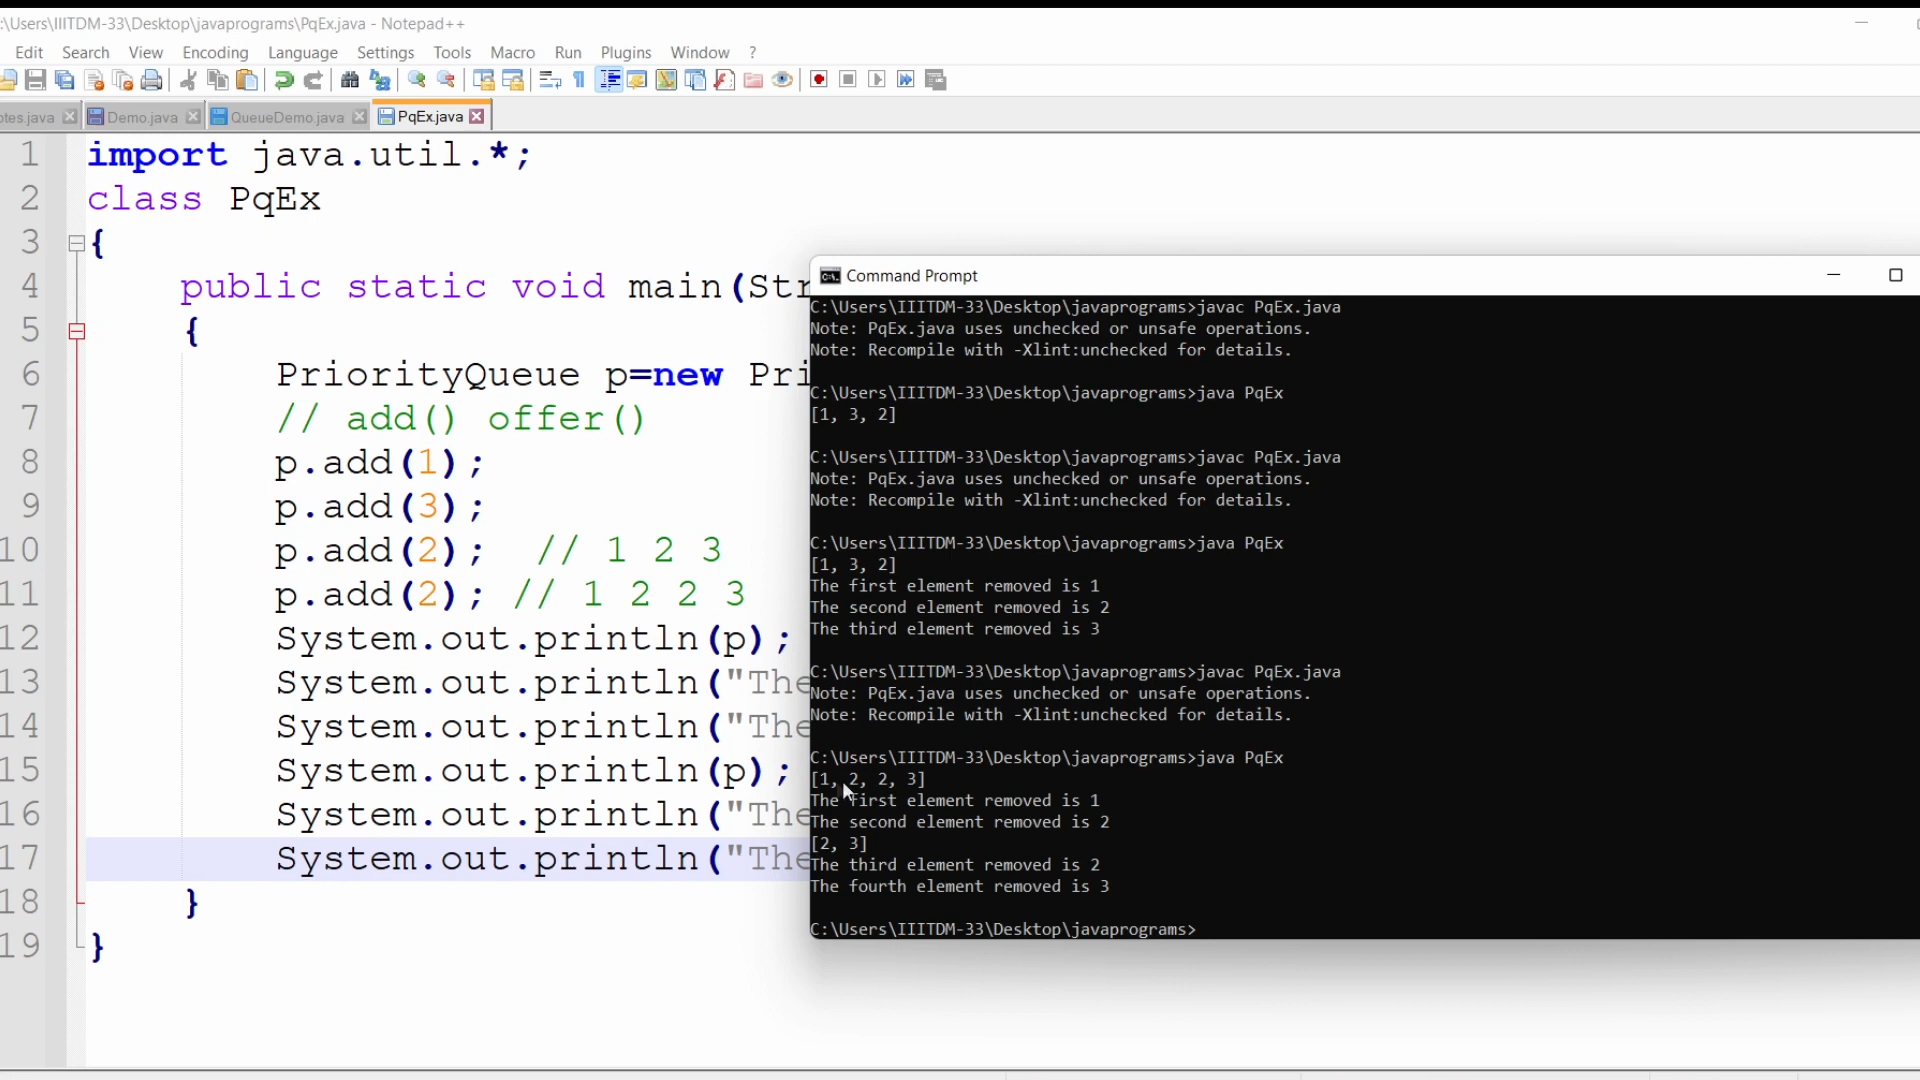 :\Users\IIITDM-33\Desktop\javaprograms\PqEx.java - Notepad++
Edit Search View Encoding Language Settings Tools Macro Run Plugins Window ?
otes.java Demo.java QueueDemo.java PqEx.java
1 import java.util.*;
2 class PqEx
3 {
4 public static void main(Str
5 {
6 PriorityQueue p=new Pri
7 // add() offer()
8 p.add(1);
9 p.add(3);
10 p.add(2); // 1 2 3
11 p.add(2); // 1 2 2 3
12 System.out.println(p);
13 System.out.println("The
14 System.out.println("The
15 System.out.println(p);
16 System.out.println("The
17 System.out.println("The
18 }
19 }
Command Prompt
C:\Users\IIITDM-33\Desktop\javaprograms>javac PqEx.java
Note: PqEx.java uses unchecked or unsafe operations.
Note: Recompile with -Xlint:unchecked for details.
C:\Users\IIITDM-33\Desktop\javaprograms>java PqEx
[1, 3, 2]
C:\Users\IIITDM-33\Desktop\javaprograms>javac PqEx.java
Note: PqEx.java uses unchecked or unsafe operations.
Note: Recompile with -Xlint:unchecked for details.
C:\Users\IIITDM-33\Desktop\javaprograms>java PqEx
[1, 3, 2]
The first element removed is 1
The second element removed is 2
The third element removed is 3
C:\Users\IIITDM-33\Desktop\javaprograms>javac PqEx.java
Note: PqEx.java uses unchecked or unsafe operations.
Note: Recompile with -Xlint:unchecked for details.
C:\Users\IIITDM-33\Desktop\javaprograms>java PqEx
[1, 2, 2, 3]
The first element removed is 1
The second element removed is 2
[2, 3]
The third element removed is 2
The fourth element removed is 3
C:\Users\IIITDM-33\Desktop\javaprograms>